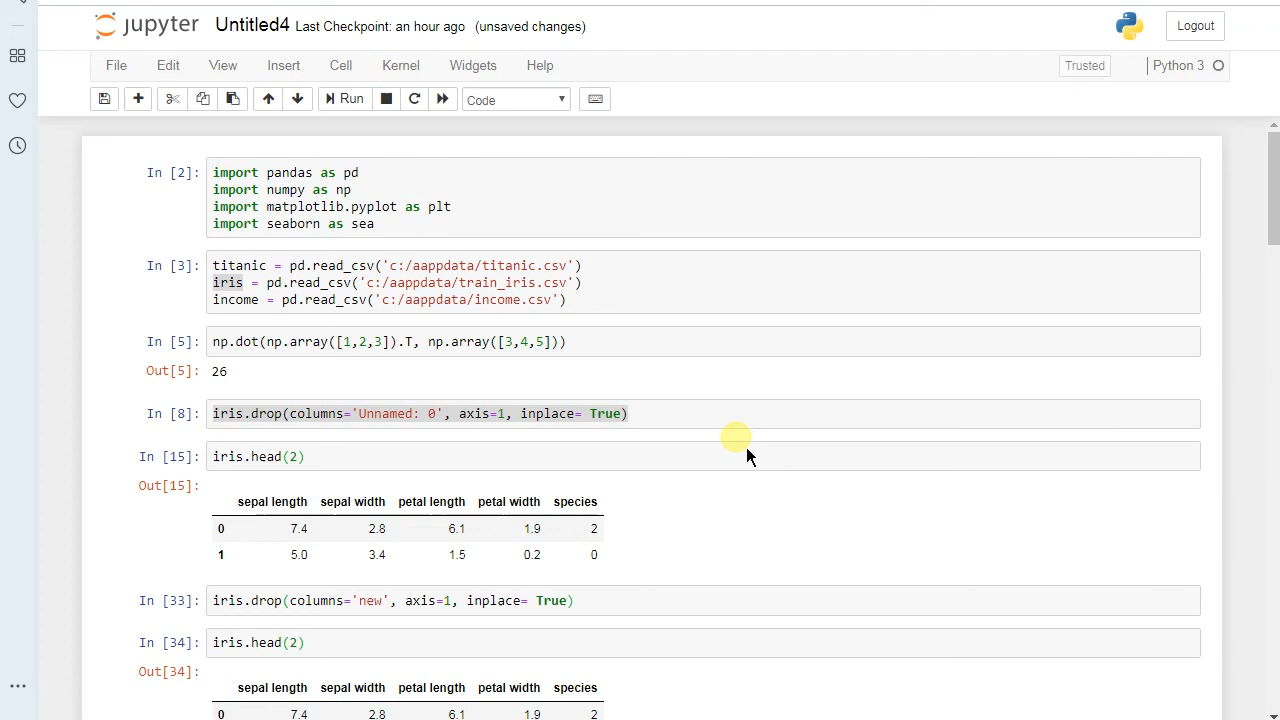 jupyter Untitled4 Last Checkpoint: an hour ago (unsaved changes) Logout
File Edit View Insert Cell Kernel Widgets Help Trusted Python 3
Run Code
In [2]: import pandas as pd
import numpy as np
import matplotlib.pyplot as plt
import seaborn as sea
In [3]: titanic = pd.read_csv('c:/aappdata/titanic.csv')
iris = pd.read_csv('c:/aappdata/train_iris.csv')
income = pd.read_csv('c:/aappdata/income.csv')
In [5]: np.dot(np.array([1,2,3]).T, np.array([3,4,5]))
Out[5]: 26
In [8]: iris.drop(columns='Unnamed: 0', axis=1, inplace= True)
In [15]: iris.head(2)
Out[15]:
sepal length sepal width petal length petal width species
0 7.4 2.8 6.1 1.9 2
1 5.0 3.4 1.5 0.2 0
In [33]: iris.drop(columns='new', axis=1, inplace= True)
In [34]: iris.head(2)
Out[34]:
sepal length sepal width petal length petal width species
0 7.4 2.8 6.1 1.9 2